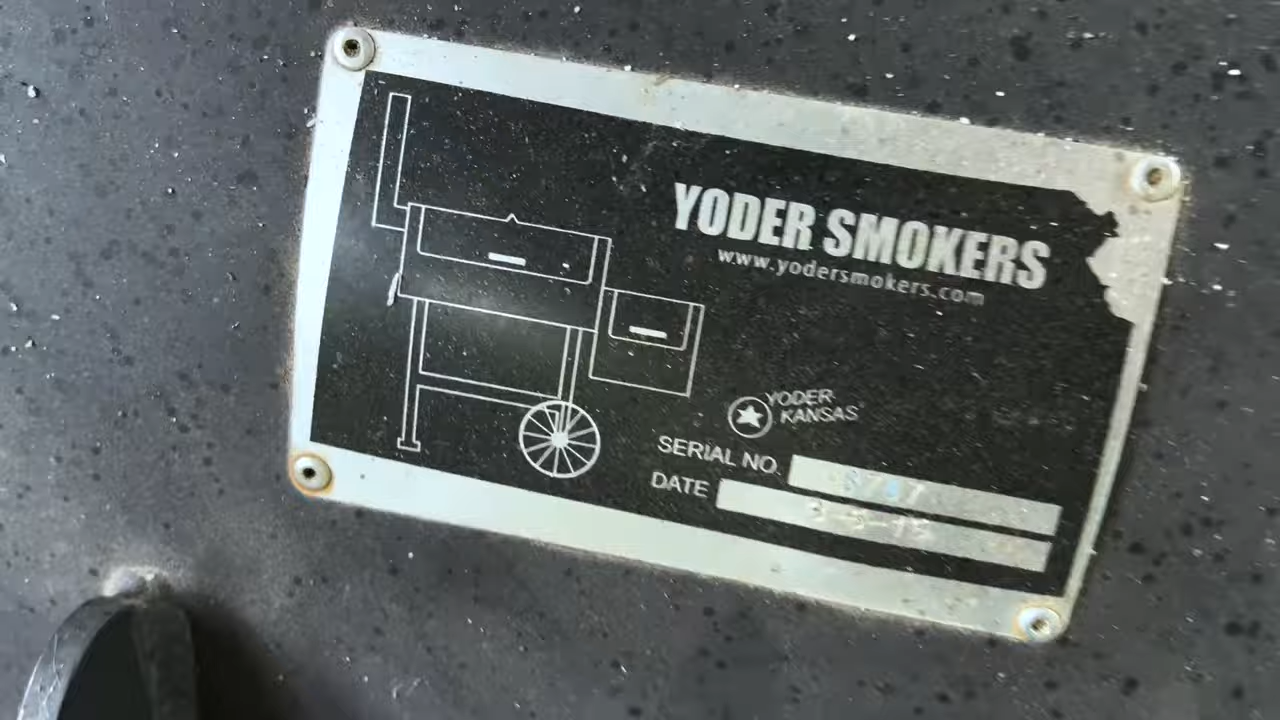 YODER SMOKERS
www.yodersmokers.com
YODER
KANSAS
SERIAL NO.
DATE